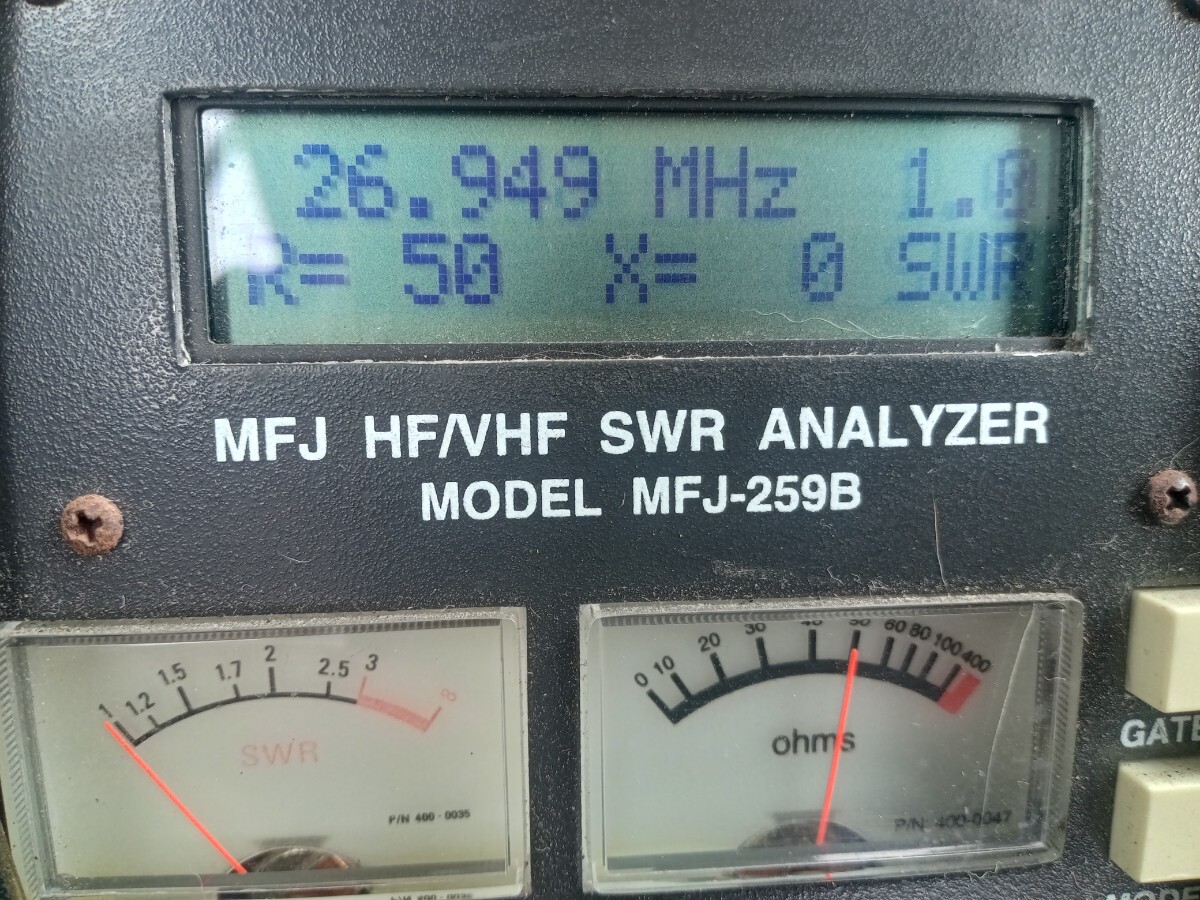 26.949 MHz 1.0
R= 50 X= 0 SWR
MFJ HF/VHF SWR ANALYZER
MODEL MFJ-259B
1 1.2 1.5 1.7 2 2.5 3
SWR
P/N 400-0035
0 10 20 30 40 50 60 80 100 400
ohms
P/N 400-0047
GATE